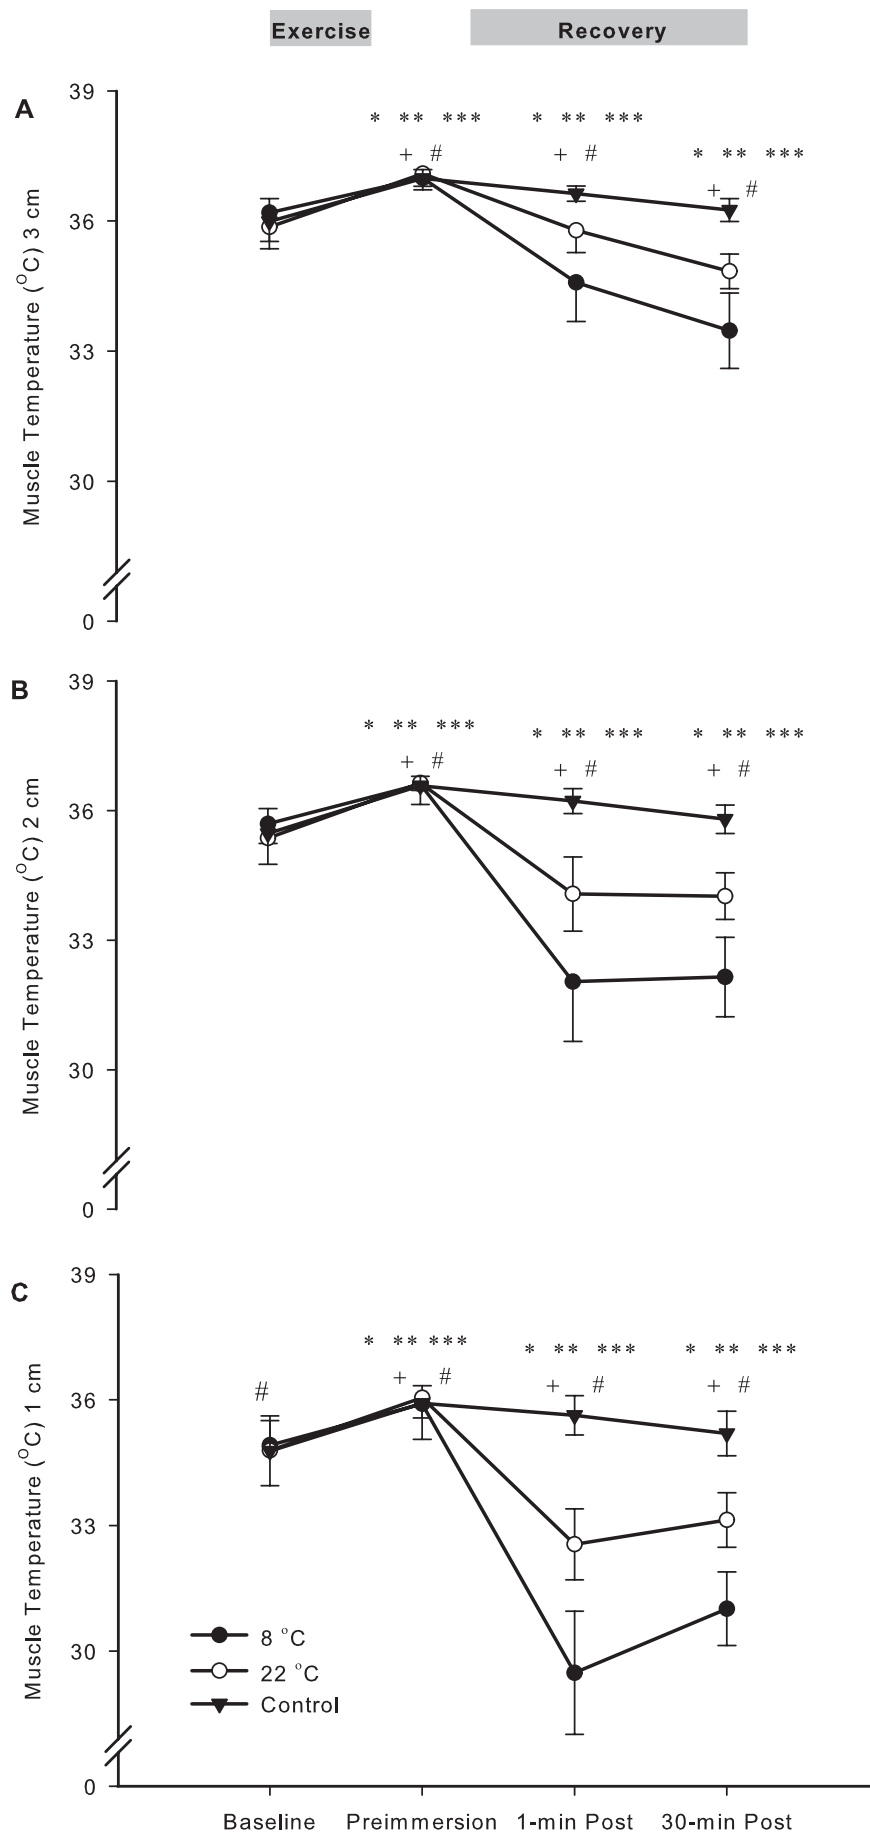 Exercise Recovery
A
39
* ** *** * ** ***
+ # + # * ** ***
+ #
36
33
30
0
Muscle Temperature (°C) 3 cm
B
39
* ** *** * ** *** * ** ***
+ # + # + #
36
33
30
0
Muscle Temperature (°C) 2 cm
C
39
* ** *** * ** *** * ** ***
# + # + # + #
36
33
30
0
Muscle Temperature (°C) 1 cm
8 °C
22 °C
Control
Baseline Preimmersion 1-min Post 30-min Post